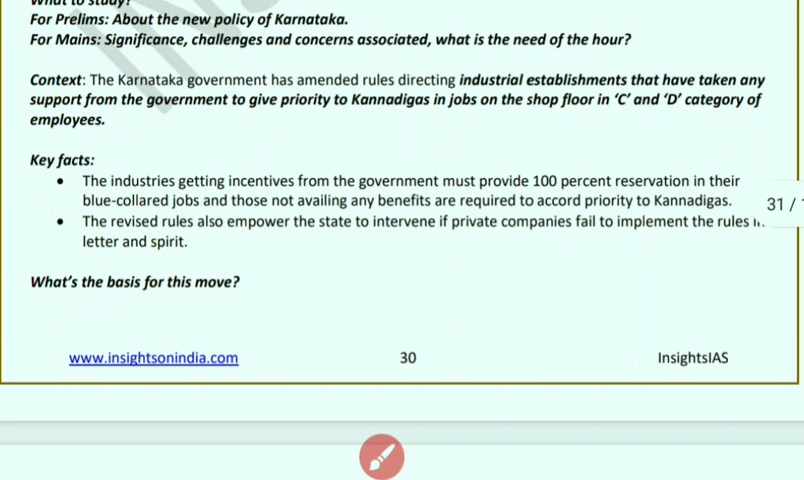 What to study?
For Prelims: About the new policy of Karnataka.
For Mains: Significance, challenges and concerns associated, what is the need of the hour?
Context: The Karnataka government has amended rules directing industrial establishments that have taken any
support from the government to give priority to Kannadigas in jobs on the shop floor in ‘C’ and ‘D’ category of
employees.
Key facts:
• The industries getting incentives from the government must provide 100 percent reservation in their
blue-collared jobs and those not availing any benefits are required to accord priority to Kannadigas.
31 /
• The revised rules also empower the state to intervene if private companies fail to implement the rules
letter and spirit.
What’s the basis for this move?
www.insightsonindia.com 30 InsightsIAS